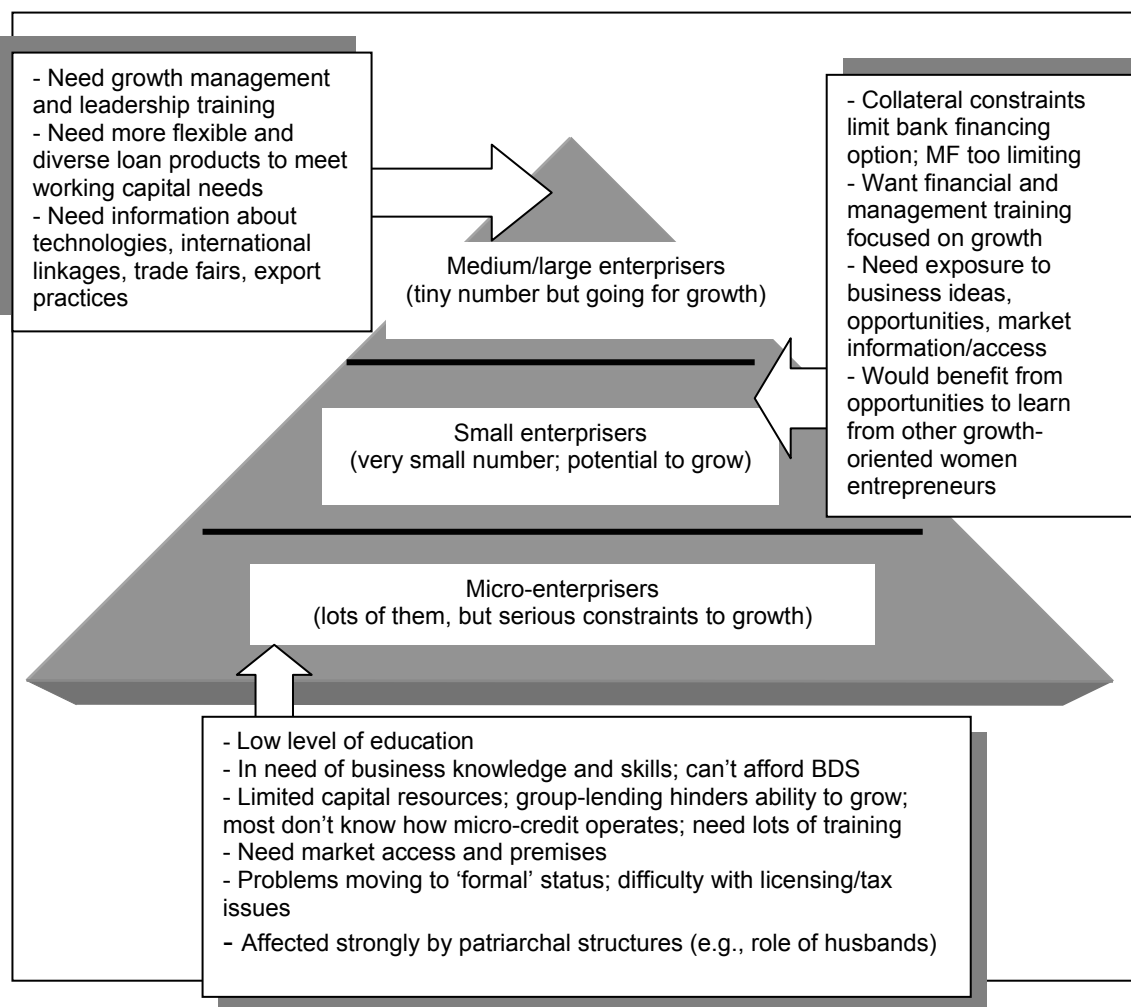 - Need growth management
and leadership training
- Need more flexible and
diverse loan products to meet
working capital needs
- Need information about
technologies, international
linkages, trade fairs, export
practices
- Collateral constraints
limit bank financing
option; MF too limiting
- Want financial and
management training
focused on growth
- Need exposure to
business ideas,
opportunities, market
information/access
- Would benefit from
opportunities to learn
from other growth-
oriented women
entrepreneurs
Medium/large enterprisers
(tiny number but going for growth)
Small enterprisers
(very small number; potential to grow)
Micro-enterprisers
(lots of them, but serious constraints to growth)
- Low level of education
- In need of business knowledge and skills; can’t afford BDS
- Limited capital resources; group-lending hinders ability to grow;
most don’t know how micro-credit operates; need lots of training
- Need market access and premises
- Problems moving to ‘formal’ status; difficulty with licensing/tax
issues
- Affected strongly by patriarchal structures (e.g., role of husbands)